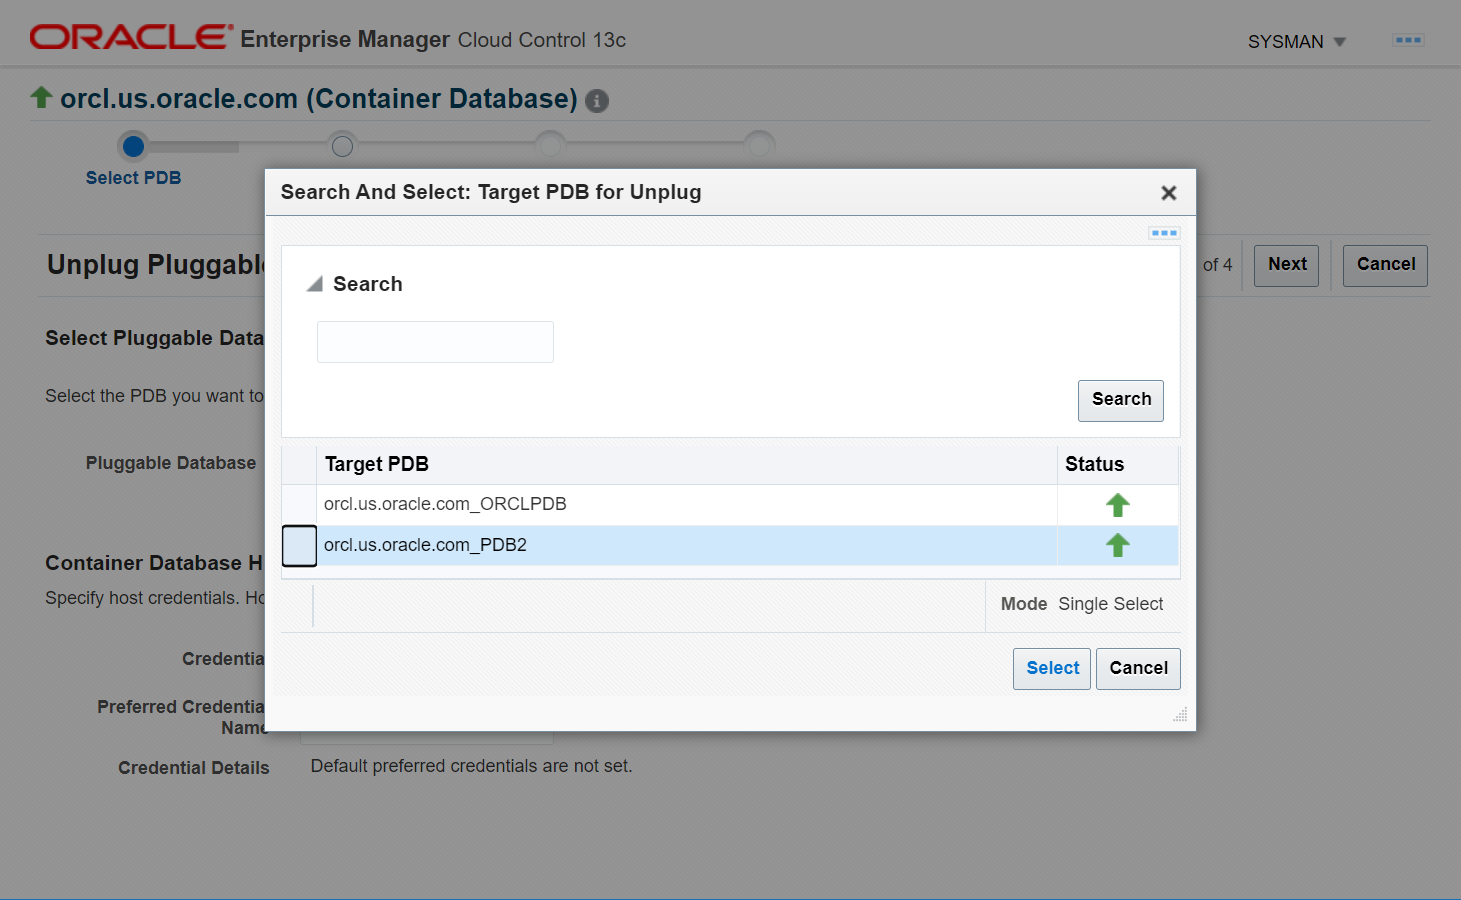 ORACLE Enterprise Manager Cloud Control 13c
SYSMAN
orcl.us.oracle.com (Container Database)
Select PDB
Search And Select: Target PDB for Unplug
Unplug Pluggable
of 4
Next
Cancel
Search
Select Pluggable Data
Select the PDB you want to
Search
Pluggable Database
Target PDB
Status
orcl.us.oracle.com_ORCLPDB
orcl.us.oracle.com_PDB2
Container Database H
Specify host credentials. Ho
Mode Single Select
Credentia
Select
Cancel
Preferred Credentia
Name
Credential Details
Default preferred credentials are not set.